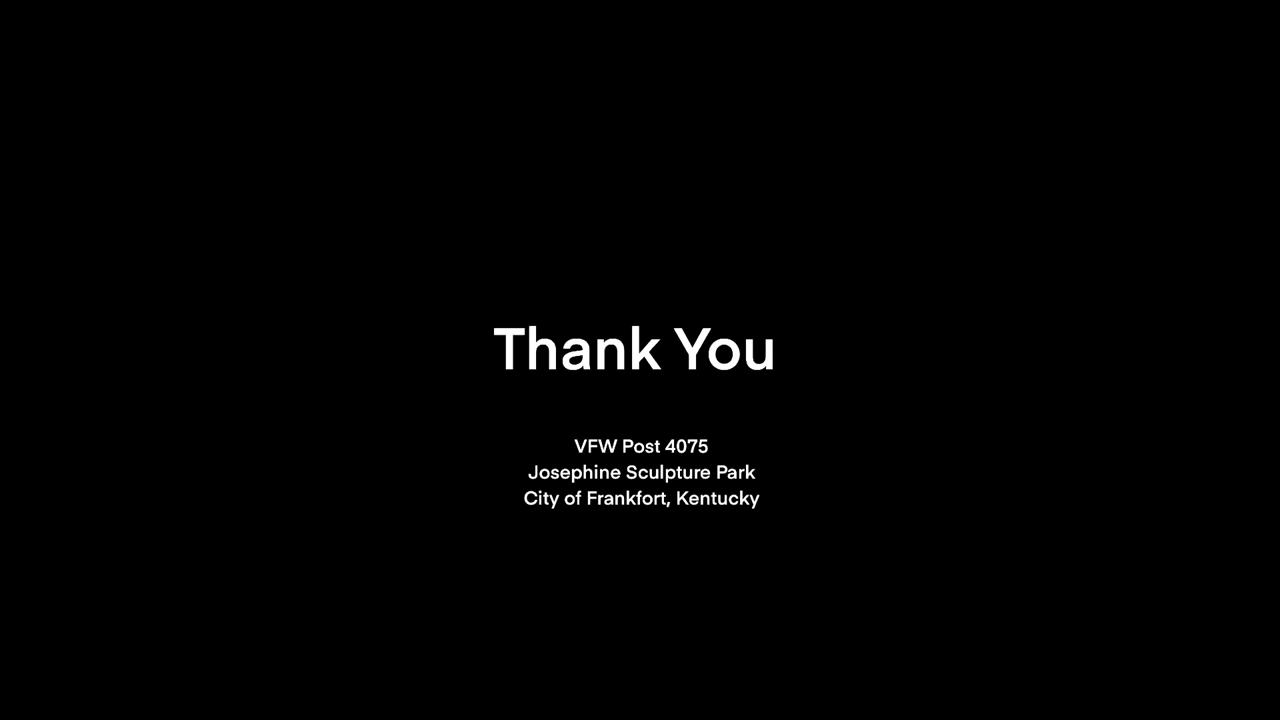 Thank You
VFW Post 4075
Josephine Sculpture Park
City of Frankfort, Kentucky